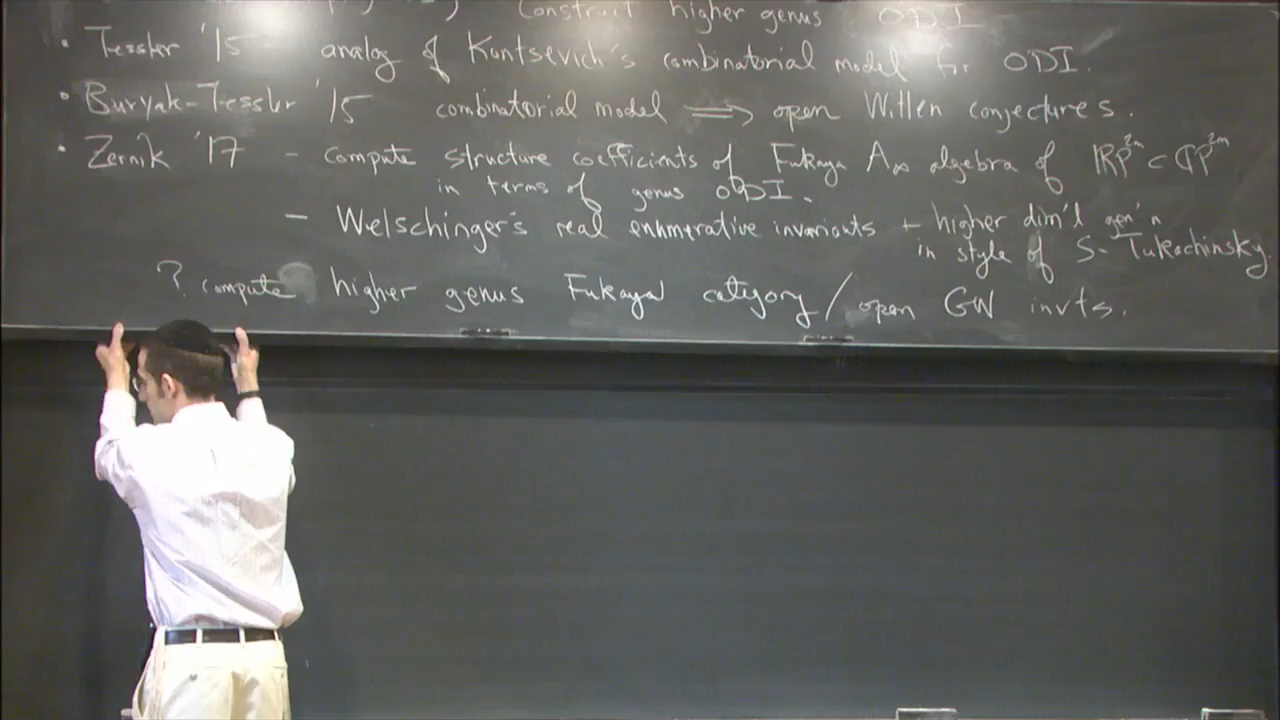 Construct higher genus ODI
• Tessler '15 analog of Kontsevich's combinatorial model for ODI.
• Buryak-Tessler '15 combinatorial model ⟹ open Witten conjectures.
• Zernik '17 - compute structure coefficients of Fukaya A∞ algebra of RP²ⁿ ⊂ CP²ⁿ
in terms of genus 0 ODI.
- Welschinger's real enumerative invariants + higher dim'l gen'n
in style of S-Tukachinsky.
? compute higher genus Fukaya category/open GW invts.